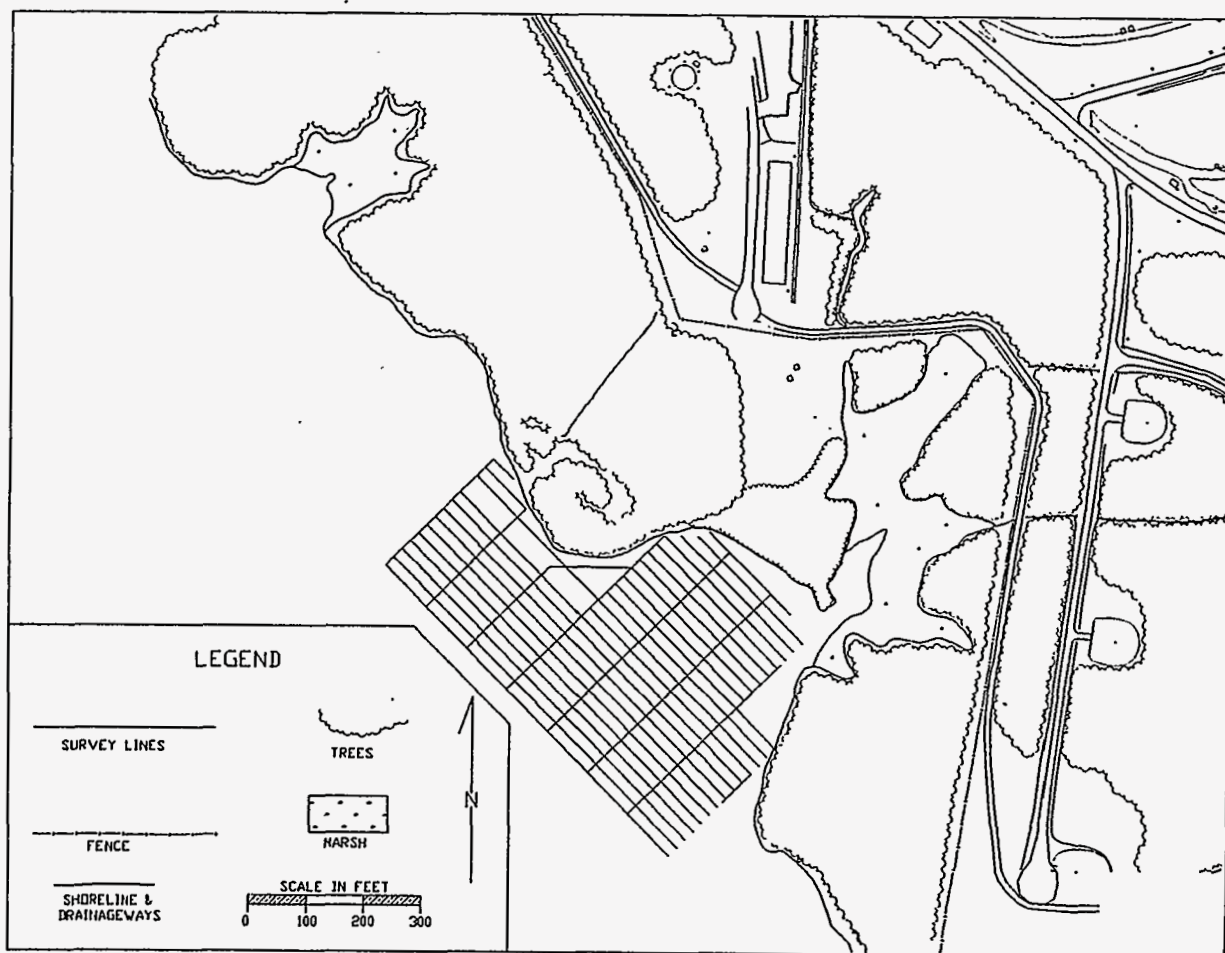 LEGEND
SURVEY LINES
TREES
FENCE
MARSH
SHORELINE &
DRAINAGEWAYS
SCALE IN FEET
0 100 200 300
N